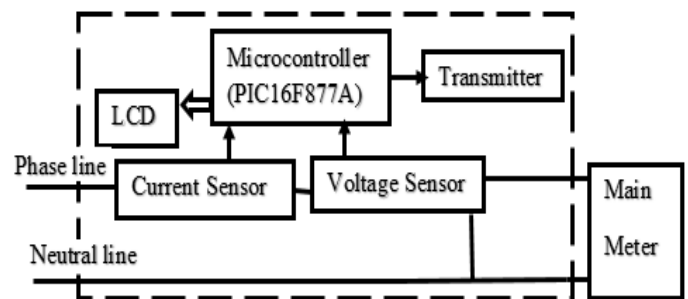 Microcontroller
(PIC16F877A)
Transmitter
LCD
Phase line
Current Sensor
Voltage Sensor
Main
Meter
Neutral line